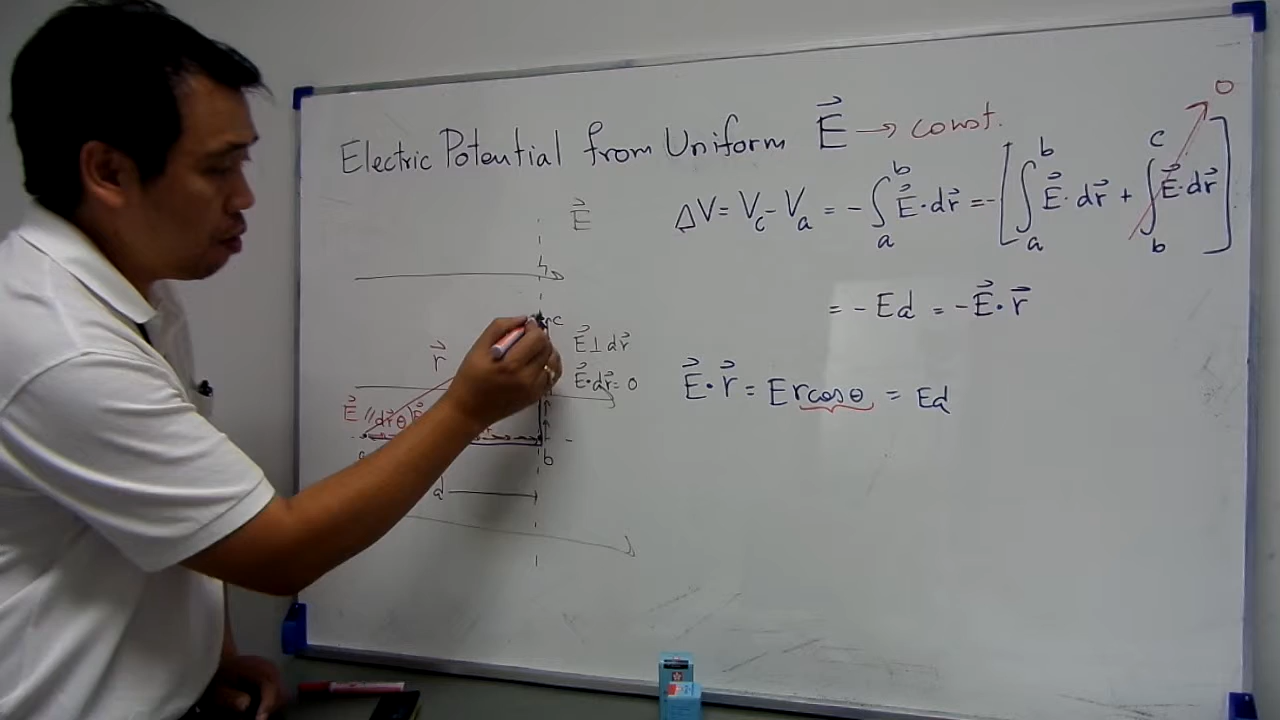 Electric Potential from Uniform E⃗ → const.
0
ΔV = V_c - V_a = -∫_a^b E⃗·dr⃗ = -[∫_a^b E⃗·dr⃗ + ∫_b^c E⃗·dr⃗]
E⃗
= -Ed = -E⃗·r⃗
c
r⃗
E⃗ ⊥ dr⃗
E⃗·dr⃗ = 0
E⃗·r⃗ = Er cosθ = Ed
E⃗ // dr⃗ θ
b
d